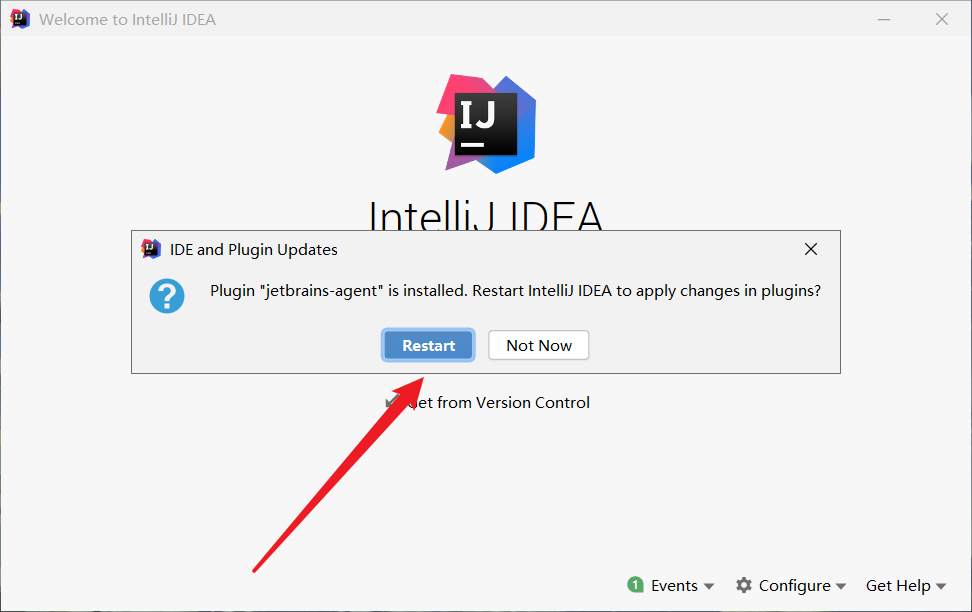 Welcome to IntelliJ IDEA
IJ
IntelliJ IDEA
IDE and Plugin Updates
Plugin "jetbrains-agent" is installed. Restart IntelliJ IDEA to apply changes in plugins?
Restart
Not Now
Get from Version Control
1 Events
Configure
Get Help